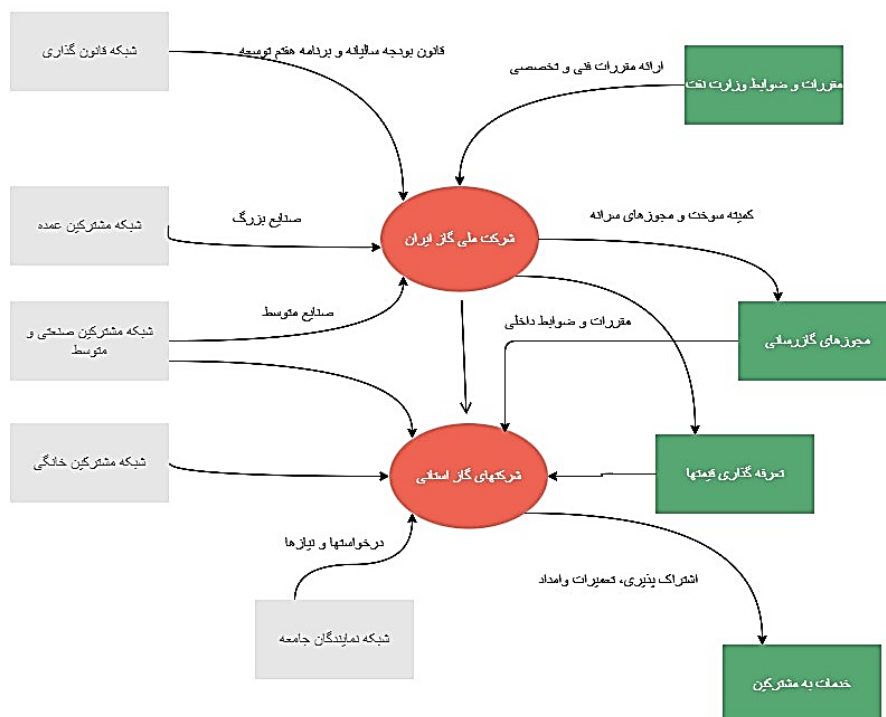 شبکه قانون گذاری
قانون بودجه سالیانه و برنامه هفتم توسعه
ارائه مقررات فنی و تخصصی
مقررات و ضوابط وزارت نفت
شبکه مشترکین عمده
صنایع بزرگ
شرکت ملی گاز ایران
کمیته سوخت و مجوزهای سرانه
شبکه مشترکین صنعتی و
متوسط
صنایع متوسط
مقررات و ضوابط داخلی
مجوزهای گازرسانی
شبکه مشترکین خانگی
شرکتهای گاز استانی
تعرفه گذاری قیمتها
درخواستها و نیازها
اشتراک پذیری، تعمیرات وامداد
شبکه نمایندگان جامعه
خدمات به مشترکین